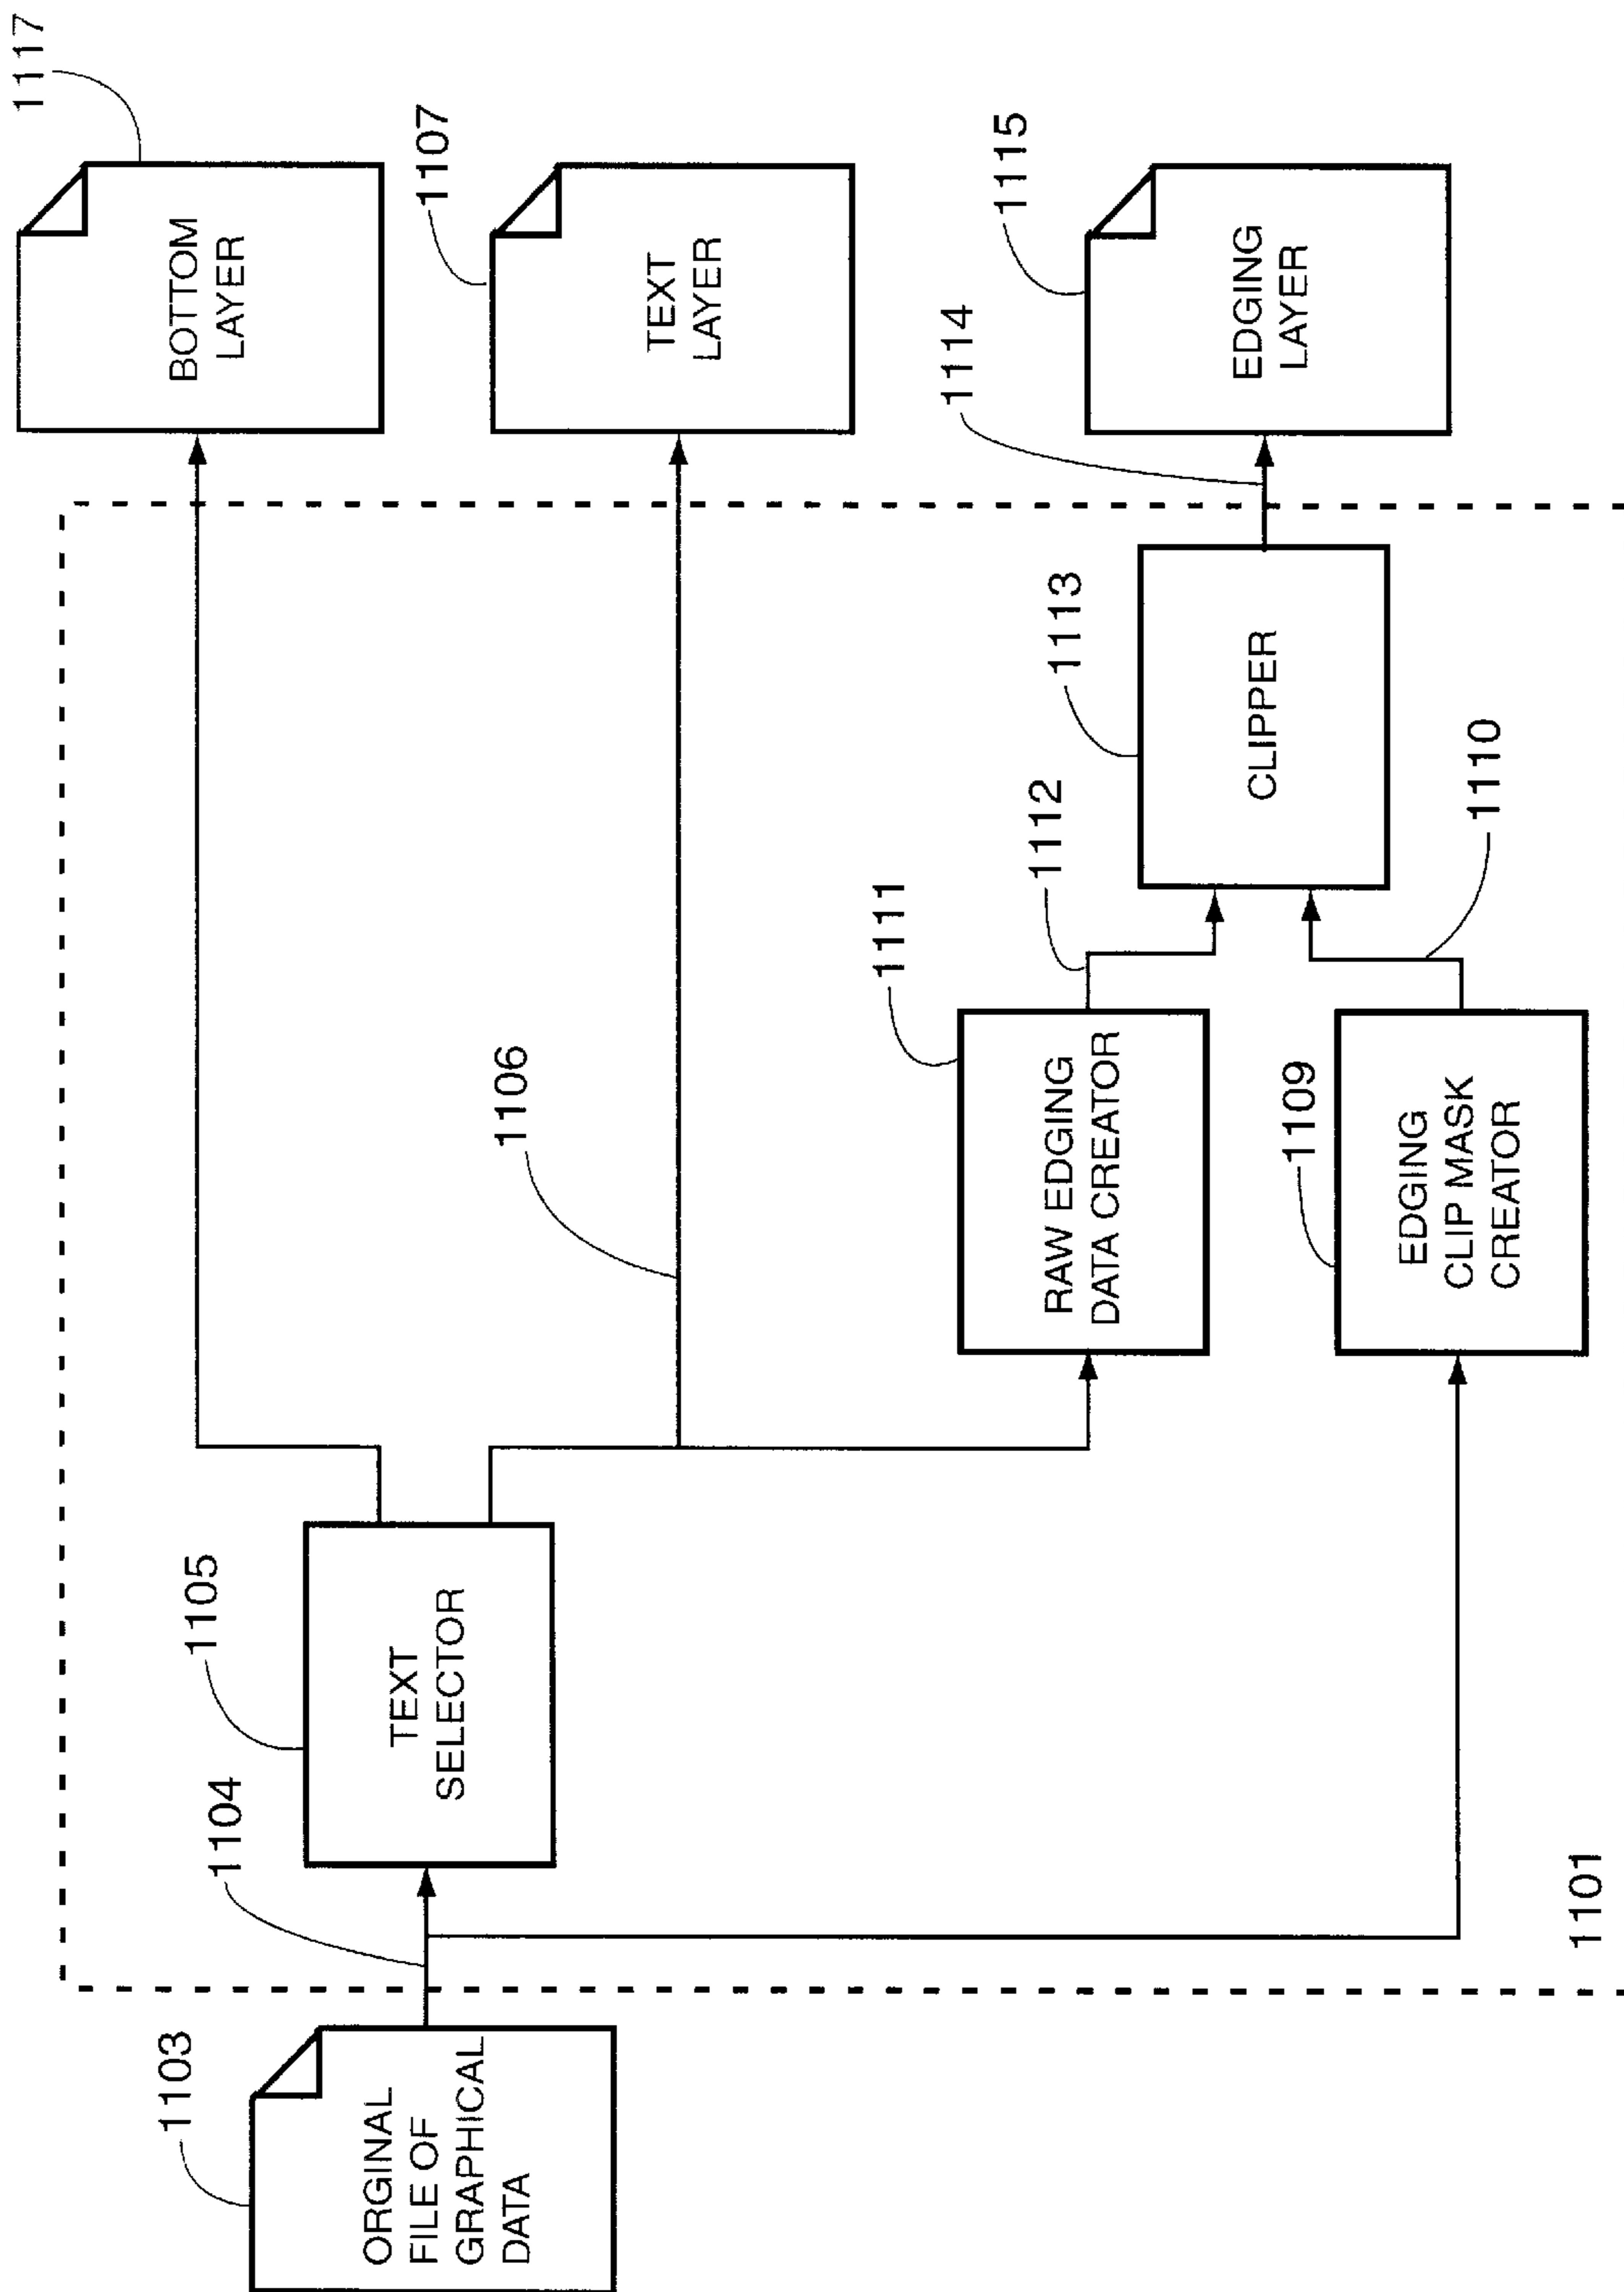 1103
ORGINAL
FILE OF
GRAPHICAL
DATA
1104
1105
TEXT
SELECTOR
1106
1117
BOTTOM
LAYER
1107
TEXT
LAYER
1111
RAW EDGING
DATA CREATOR
1112
1109
EDGING
CLIP MASK
CREATOR
1110
1113
CLIPPER
1114
1115
EDGING
LAYER
1101